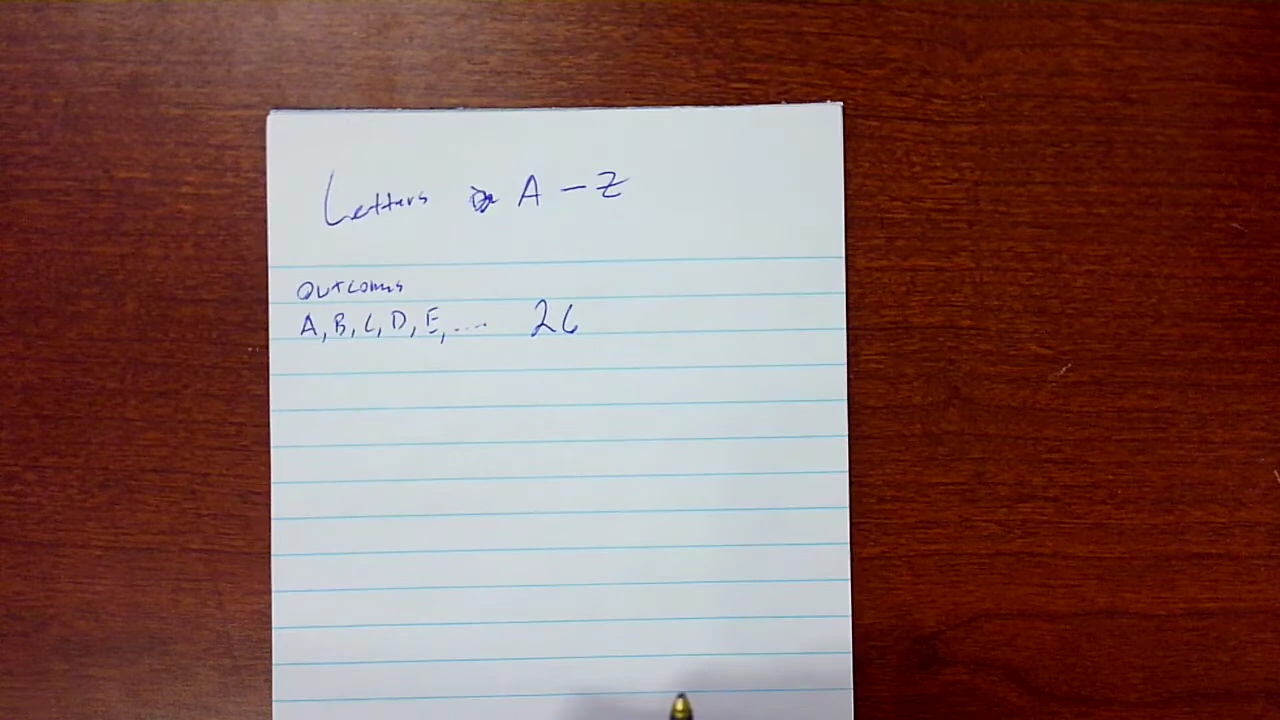 Letters A - Z
Outcomes
A, B, C, D, E, .... 26